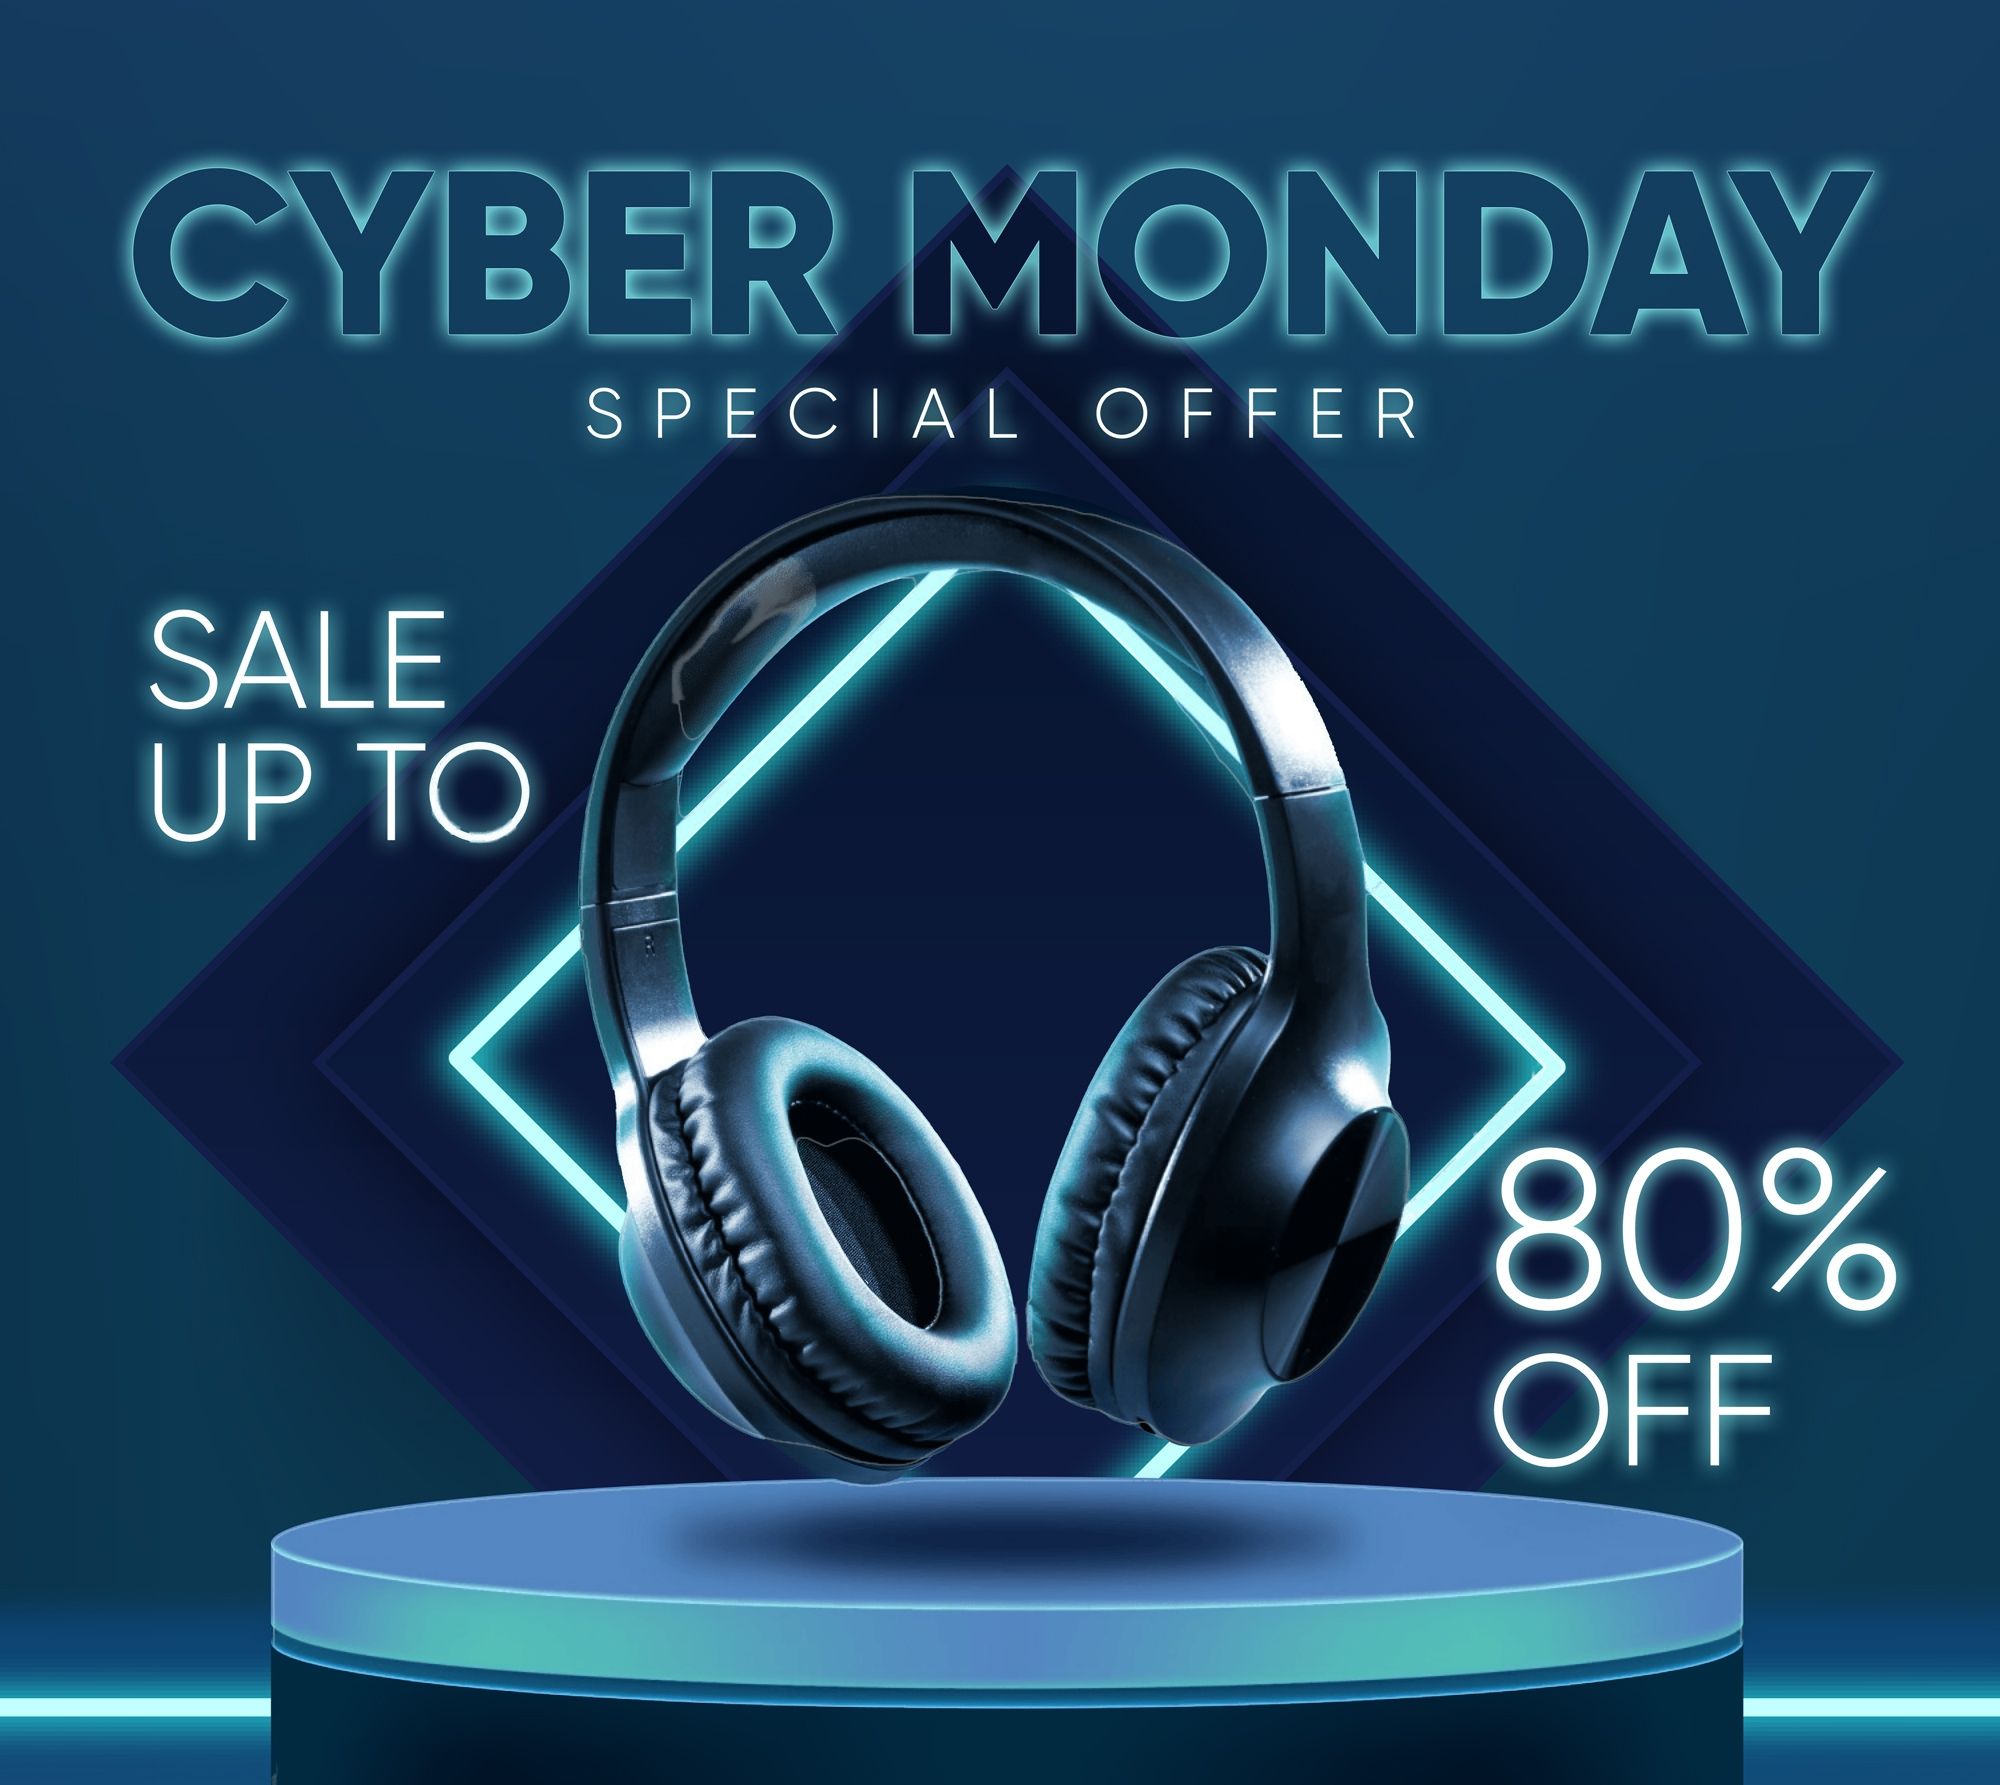 CYBER MONDAY
SPECIAL OFFER
SALE
UP TO
R
80%
OFF